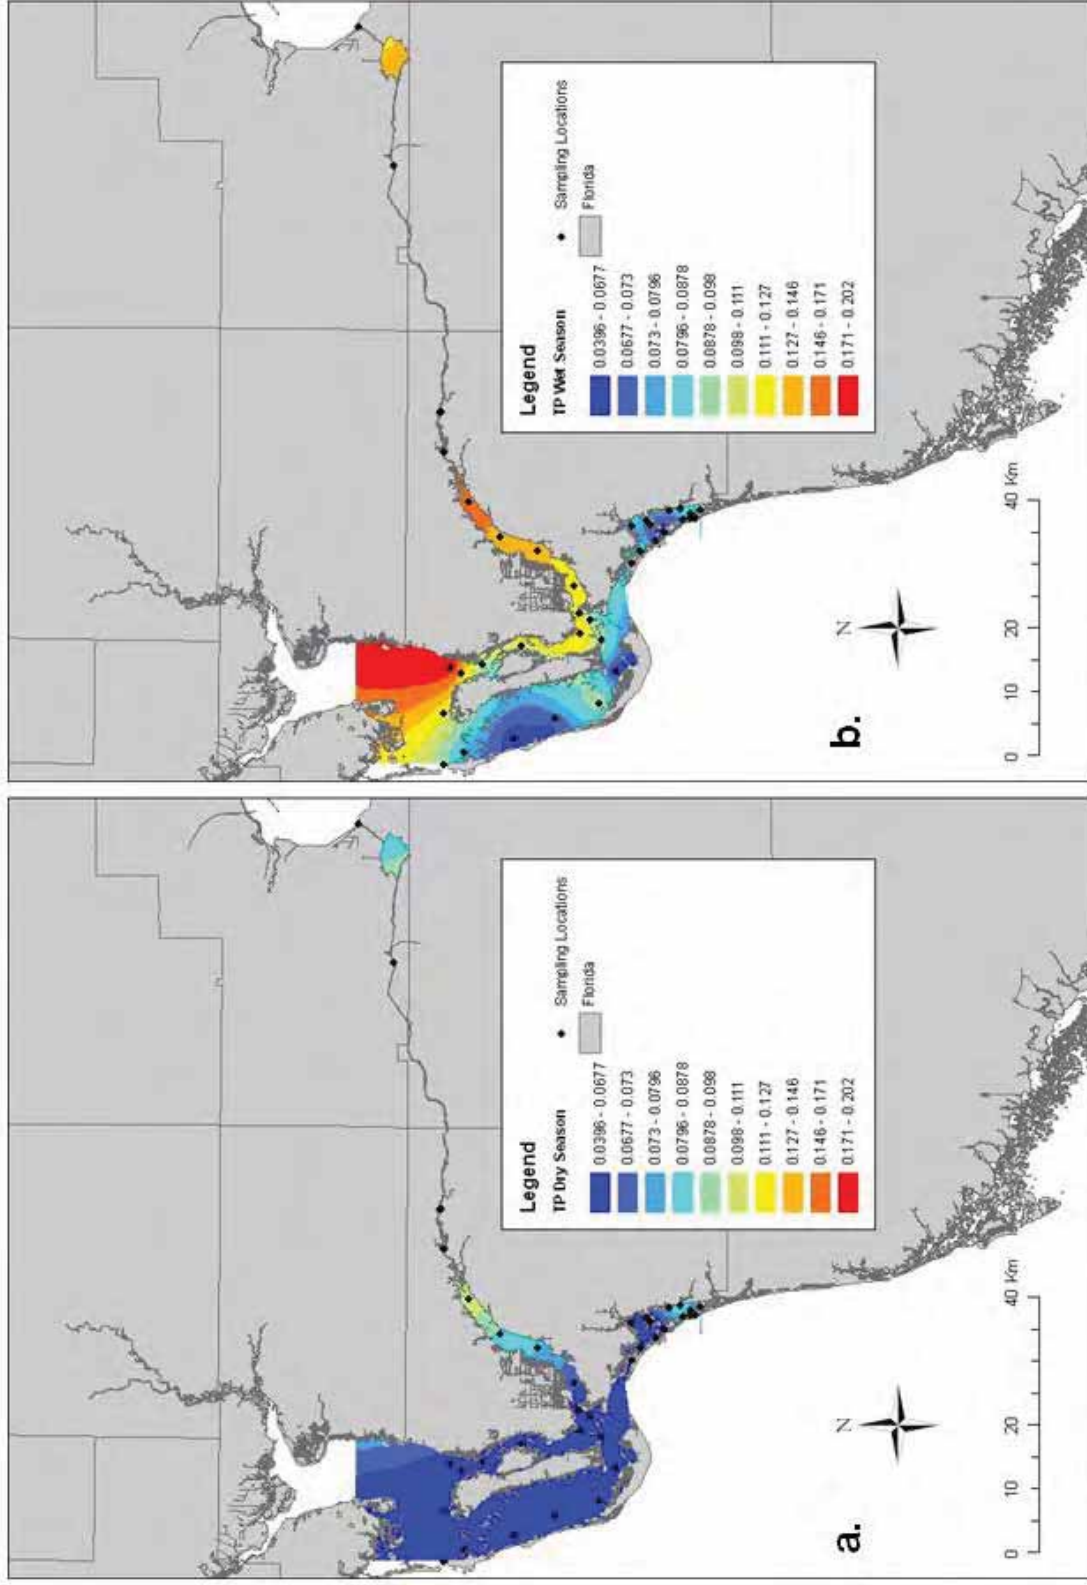 Legend
TP Dry Season
0.0396 - 0.0677
0.0677 - 0.073
0.073 - 0.0796
0.0796 - 0.0878
0.0878 - 0.098
0.098 - 0.111
0.111 - 0.127
0.127 - 0.146
0.146 - 0.171
0.171 - 0.202
Sampling Locations
Florida
N
a.
0 10 20 40 Km
Legend
TP Wet Season
0.0396 - 0.0677
0.0677 - 0.073
0.073 - 0.0796
0.0796 - 0.0878
0.0878 - 0.098
0.098 - 0.111
0.111 - 0.127
0.127 - 0.146
0.146 - 0.171
0.171 - 0.202
Sampling Locations
Florida
N
b.
0 10 20 40 Km